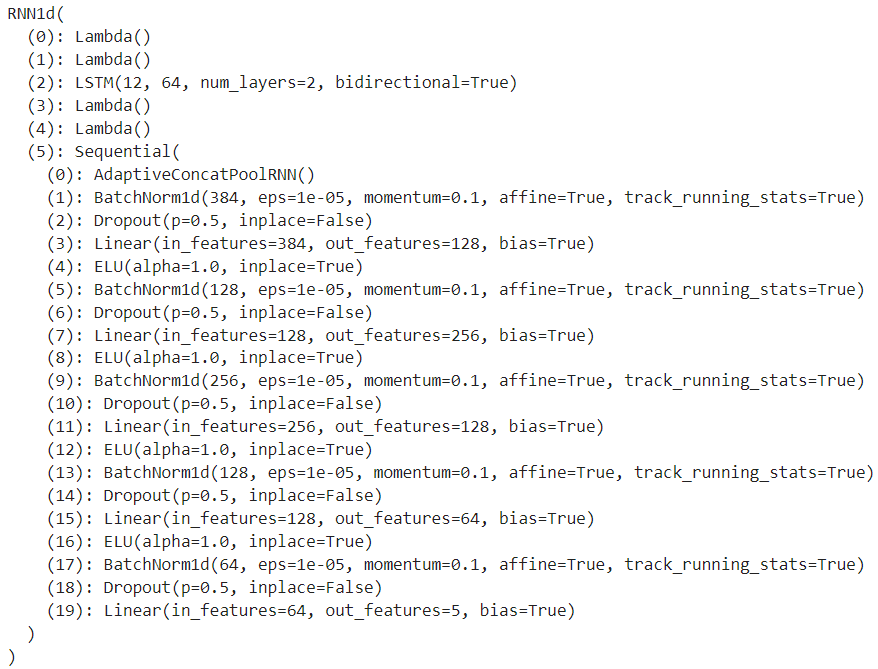 RNN1d(
  (0): Lambda()
  (1): Lambda()
  (2): LSTM(12, 64, num_layers=2, bidirectional=True)
  (3): Lambda()
  (4): Lambda()
  (5): Sequential(
    (0): AdaptiveConcatPoolRNN()
    (1): BatchNorm1d(384, eps=1e-05, momentum=0.1, affine=True, track_running_stats=True)
    (2): Dropout(p=0.5, inplace=False)
    (3): Linear(in_features=384, out_features=128, bias=True)
    (4): ELU(alpha=1.0, inplace=True)
    (5): BatchNorm1d(128, eps=1e-05, momentum=0.1, affine=True, track_running_stats=True)
    (6): Dropout(p=0.5, inplace=False)
    (7): Linear(in_features=128, out_features=256, bias=True)
    (8): ELU(alpha=1.0, inplace=True)
    (9): BatchNorm1d(256, eps=1e-05, momentum=0.1, affine=True, track_running_stats=True)
    (10): Dropout(p=0.5, inplace=False)
    (11): Linear(in_features=256, out_features=128, bias=True)
    (12): ELU(alpha=1.0, inplace=True)
    (13): BatchNorm1d(128, eps=1e-05, momentum=0.1, affine=True, track_running_stats=True)
    (14): Dropout(p=0.5, inplace=False)
    (15): Linear(in_features=128, out_features=64, bias=True)
    (16): ELU(alpha=1.0, inplace=True)
    (17): BatchNorm1d(64, eps=1e-05, momentum=0.1, affine=True, track_running_stats=True)
    (18): Dropout(p=0.5, inplace=False)
    (19): Linear(in_features=64, out_features=5, bias=True)
  )
)